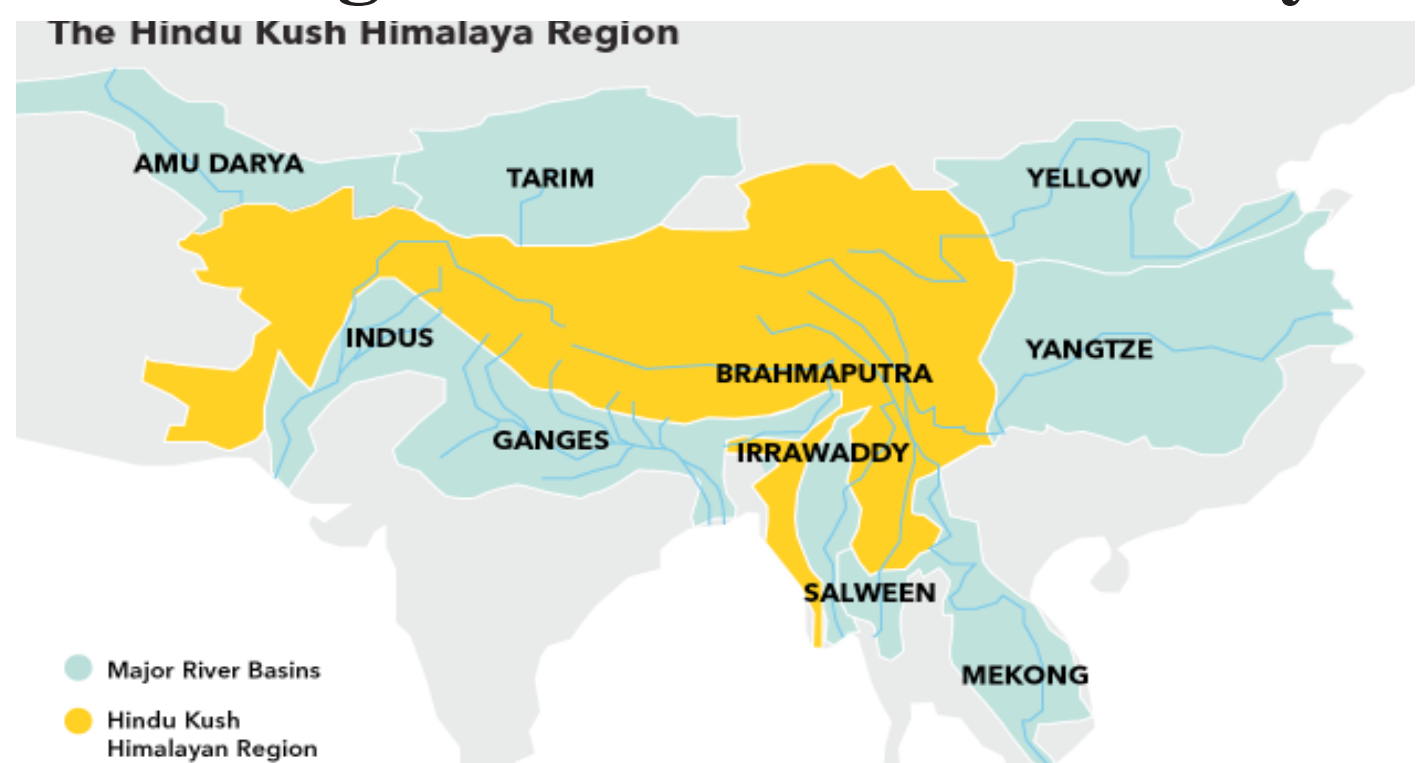 The Hindu Kush Himalaya Region
AMU DARYA
TARIM
YELLOW
INDUS
YANGTZE
BRAHMAPUTRA
GANGES
IRRAWADDY
SALWEEN
MEKONG
Major River Basins
Hindu Kush
Himalayan Region